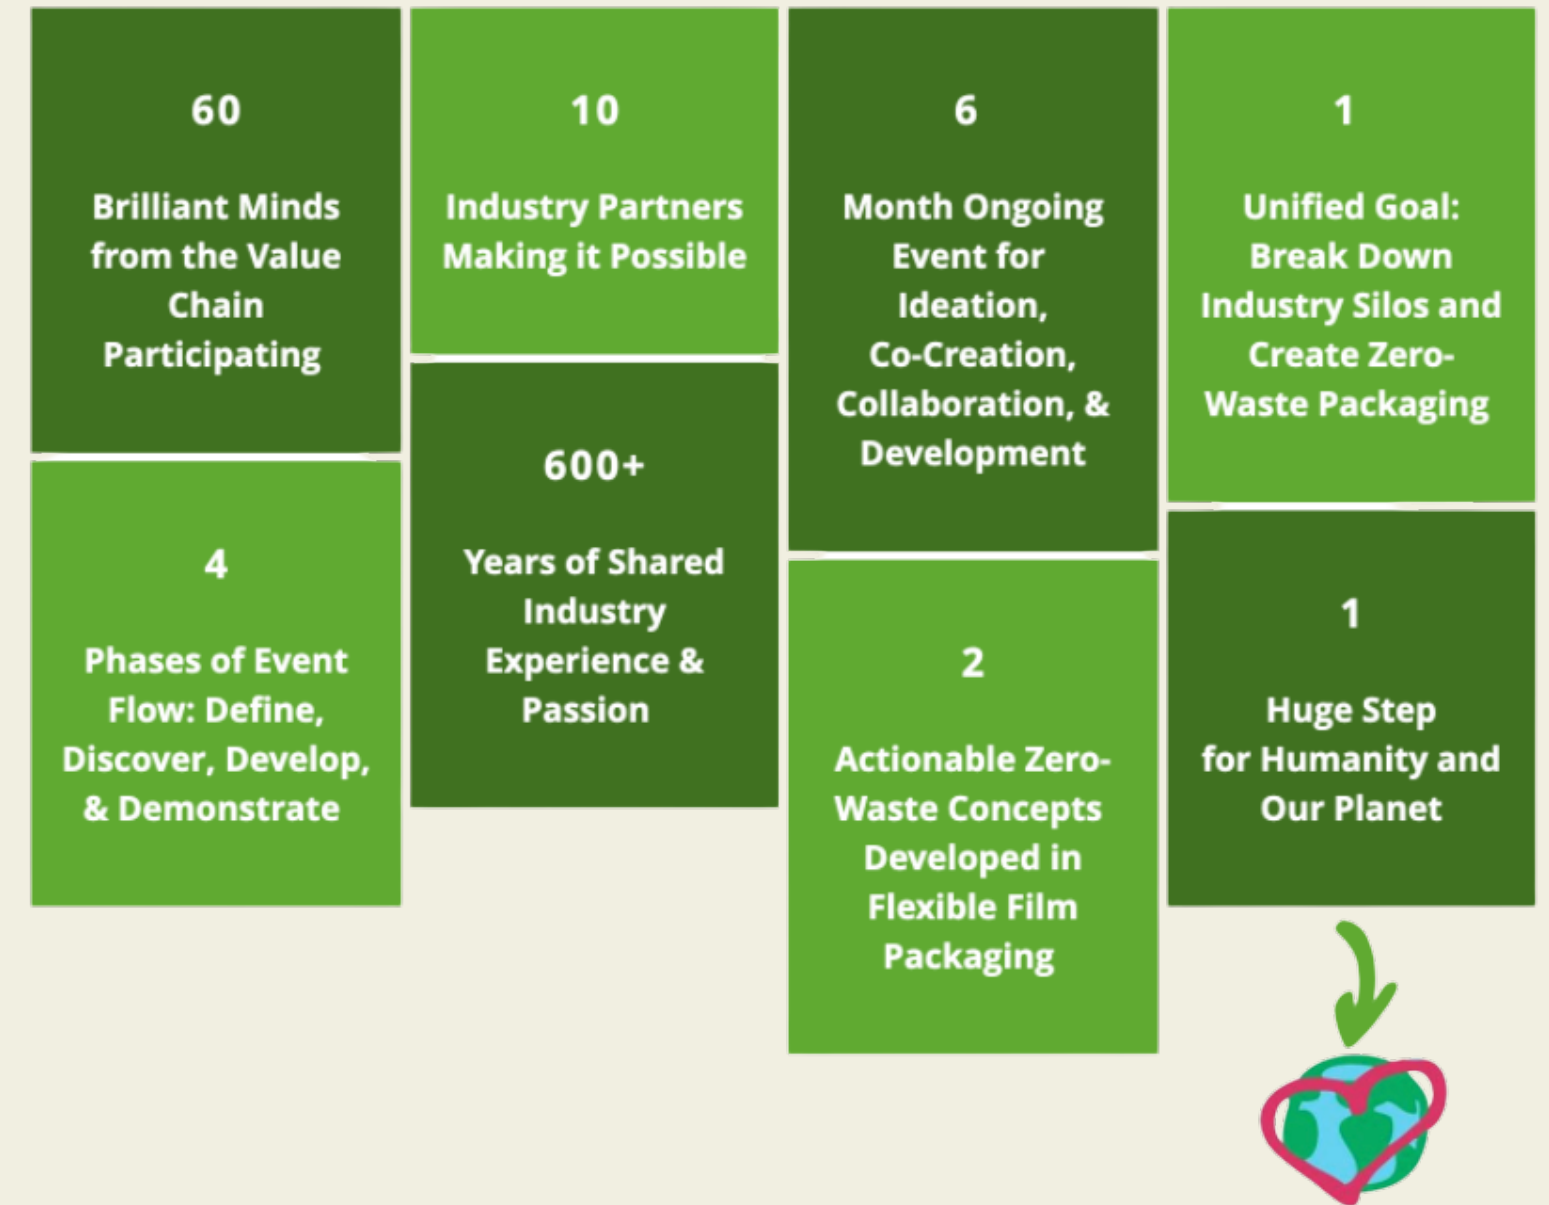 60
Brilliant Minds
from the Value
Chain
Participating
4
Phases of Event
Flow: Define,
Discover, Develop,
& Demonstrate
10
Industry Partners
Making it Possible
600+
Years of Shared
Industry
Experience &
Passion
6
Month Ongoing
Event for
Ideation,
Co-Creation,
Collaboration, &
Development
2
Actionable Zero-
Waste Concepts
Developed in
Flexible Film
Packaging
1
Unified Goal:
Break Down
Industry Silos and
Create Zero-
Waste Packaging
1
Huge Step
for Humanity and
Our Planet